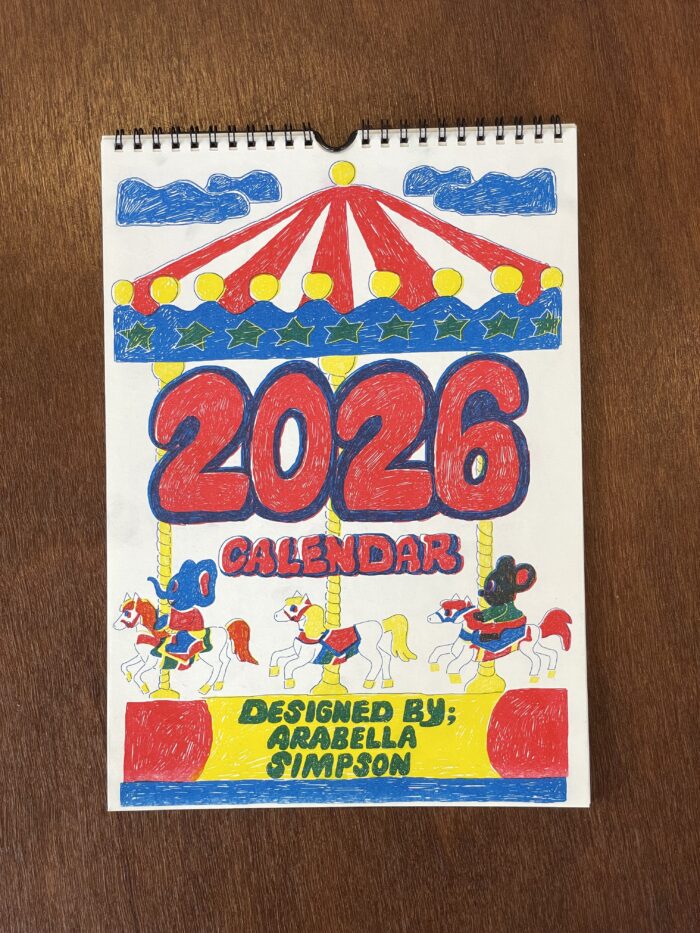 2026
CALENDAR
DESIGNED BY;
ARABELLA
SIMPSON